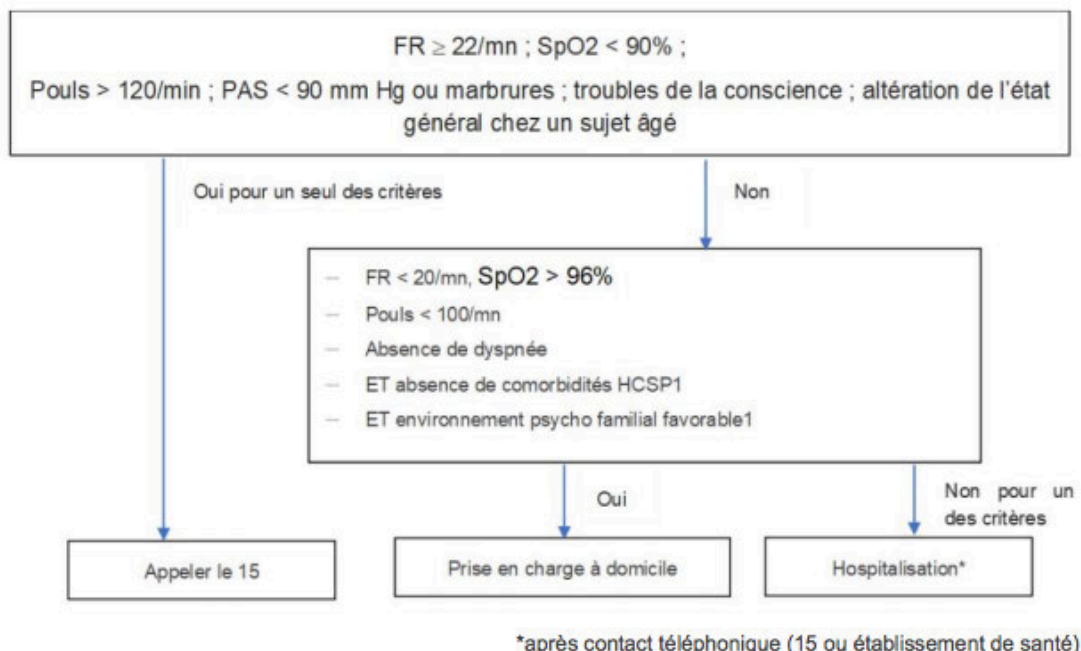 FR ≥ 22/mn ; SpO2 < 90% ;
Pouls > 120/min ; PAS < 90 mm Hg ou marbrures ; troubles de la conscience ; altération de l'état
général chez un sujet âgé
Oui pour un seul des critères
Non
– FR < 20/mn, SpO2 > 96%
– Pouls < 100/mn
– Absence de dyspnée
– ET absence de comorbidités HCSP1
– ET environnement psycho familial favorable1
Oui
Non pour un
des critères
Appeler le 15
Prise en charge à domicile
Hospitalisation*
*après contact téléphonique (15 ou établissement de santé)